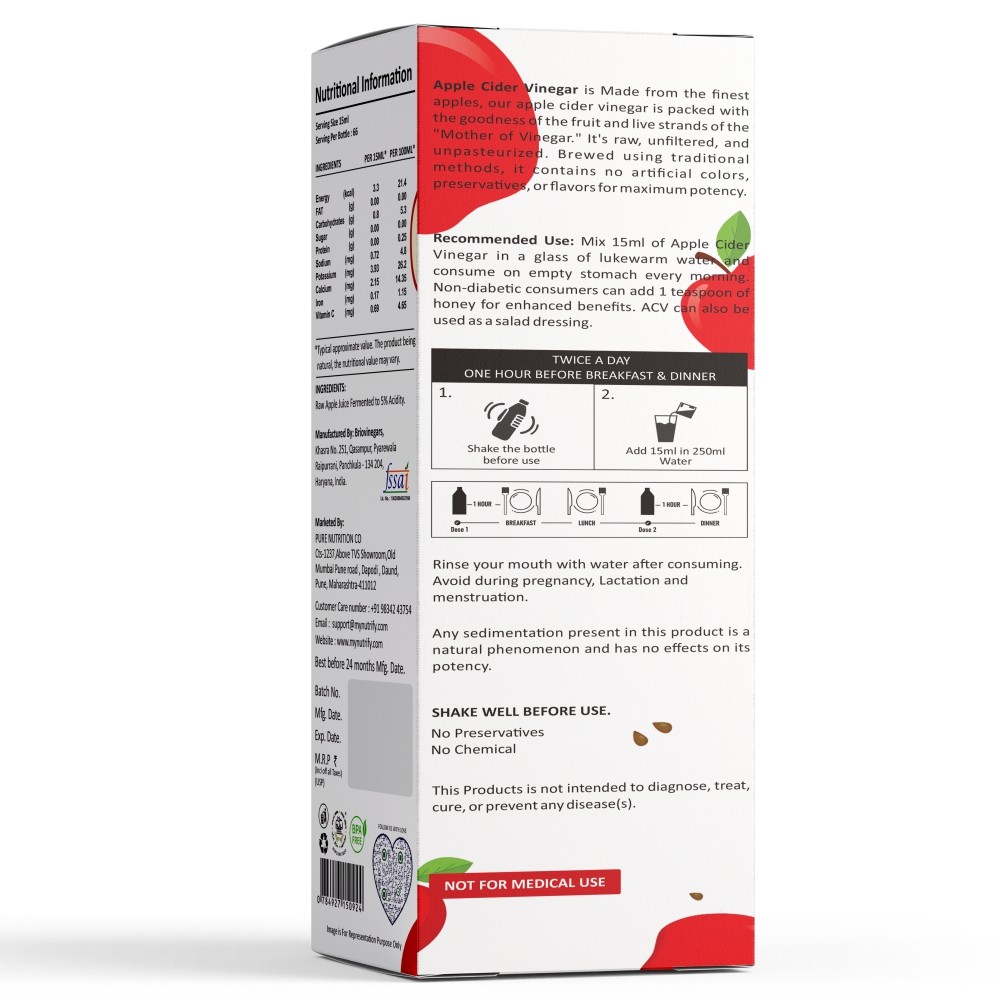 Nutritional Information
Serving Size 15ml
Serving Per Bottle : 66
INGREDIENTS PER 15ML* PER 100ML*
Energy (kcal) 3.3 21.4
FAT (g) 0.00 0.00
Carbohydrates (g) 0.8 5.3
Sugar (g) 0.00 0.00
Protein (g) 0.00 0.25
Sodium (mg) 0.72 4.8
Potassium (mg) 3.93 26.2
Calcium (mg) 2.15 14.35
Iron (mg) 0.17 1.15
Vitamin C (mg) 0.69 4.65
*Typical approximate value. The product being
natural, the nutritional value may vary.
INGREDIENTS:
Raw Apple Juice Fermented to 5% Acidity.
Manufactured By: Briovinegars,
Khasra No. 251, Qasampur, Pyarewala
Raipurrani, Panchkula - 134 204,
Haryana, India.
fssai
Marketed By:
PURE NUTRITION CO
Ots-1237,Above TVS Showroom,Old
Mumbai Pune road , Dapodi , Daund,
Pune, Maharashtra-411012
Customer Care number : +91 98342 43754
Email : support@mynutrify.com
Website : www.mynutrify.com
Best before 24 months Mfg. Date.
Batch No.
Mfg. Date.
Exp. Date.
M.R.P ₹
(Incl off all Taxes)
(USP)
BPA
FREE
FOLLOW US WITH LOVE
0 784927 150924
Image is For Representation Purpose Only
Apple Cider Vinegar is Made from the finest
apples, our apple cider vinegar is packed with
the goodness of the fruit and live strands of the
"Mother of Vinegar." It's raw, unfiltered, and
unpasteurized. Brewed using traditional
methods, it contains no artificial colors,
preservatives, or flavors for maximum potency.
Recommended Use: Mix 15ml of Apple Cider
Vinegar in a glass of lukewarm water and
consume on empty stomach every morning.
Non-diabetic consumers can add 1 teaspoon of
honey for enhanced benefits. ACV can also be
used as a salad dressing.
TWICE A DAY
ONE HOUR BEFORE BREAKFAST & DINNER
1.
Shake the bottle
before use
2.
Add 15ml in 250ml
Water
1 HOUR
1 HOUR
Dose 1 BREAKFAST LUNCH Dose 2 DINNER
Rinse your mouth with water after consuming.
Avoid during pregnancy, Lactation and
menstruation.
Any sedimentation present in this product is a
natural phenomenon and has no effects on its
potency.
SHAKE WELL BEFORE USE.
No Preservatives
No Chemical
This Products is not intended to diagnose, treat,
cure, or prevent any disease(s).
NOT FOR MEDICAL USE